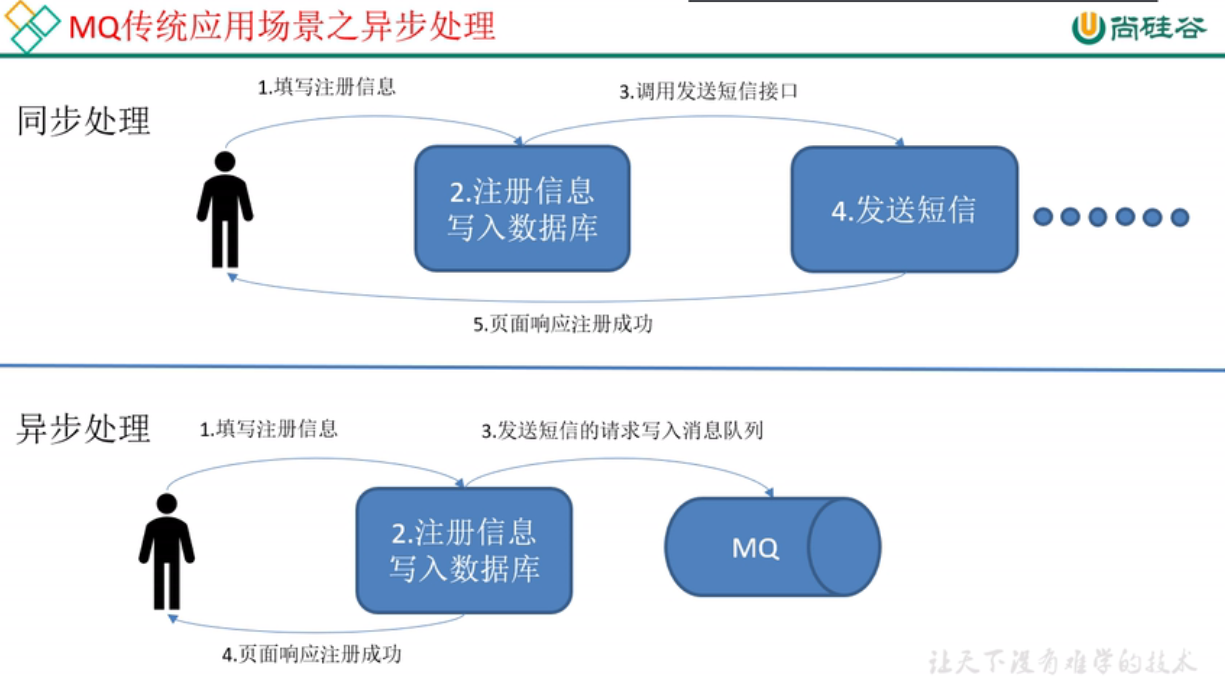 MQ传统应用场景之异步处理
尚硅谷
1.填写注册信息
3.调用发送短信接口
同步处理
2.注册信息
写入数据库
4.发送短信
5.页面响应注册成功
异步处理
1.填写注册信息
3.发送短信的请求写入消息队列
2.注册信息
写入数据库
MQ
4.页面响应注册成功
让天下没有难学的技术